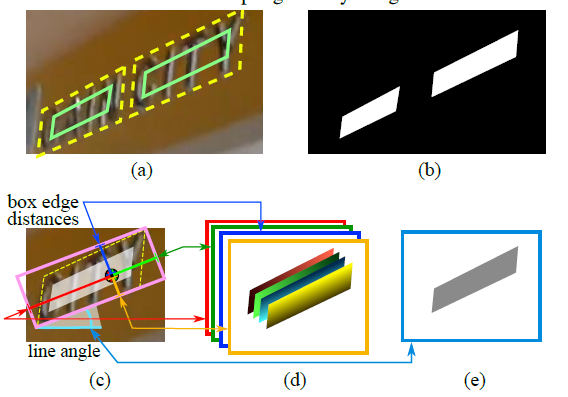 (a)
(b)
box edge
distances
line angle
(c)
(d)
(e)